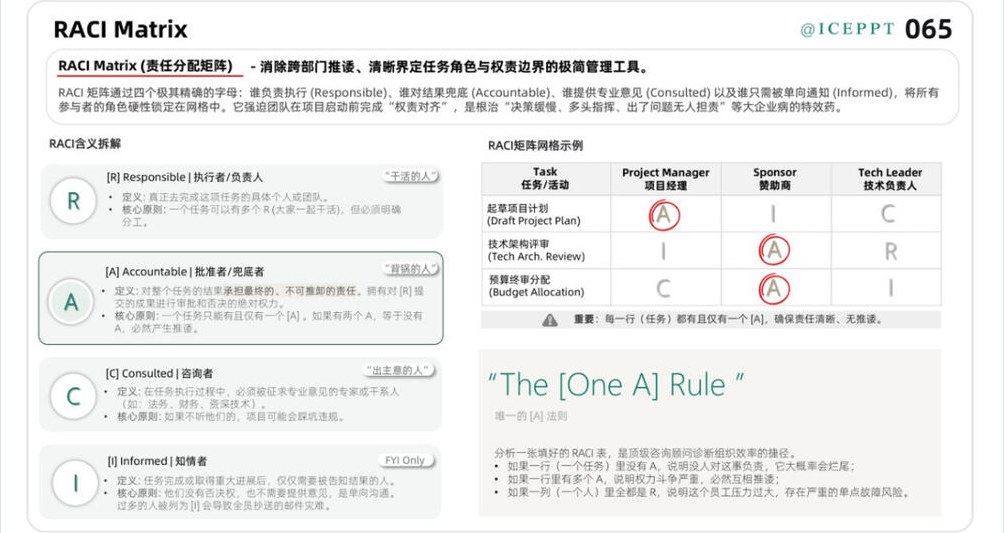 RACI Matrix
@ICEPPT 065
RACI Matrix (责任分配矩阵) - 消除跨部门推诿、清晰界定任务角色与权责边界的极简管理工具。
RACI 矩阵通过四个极其精确的字母：谁负责执行 (Responsible)、谁对结果兜底 (Accountable)、谁提供专业意见 (Consulted) 以及谁只需被单向通知 (Informed)，将所有
参与者的角色硬性锁定在网格中。它强迫团队在项目启动前完成“权责对齐”，是根治“决策缓慢、多头指挥、出了问题无人担责”等大企业病的特效药。
RACI含义拆解
R
[R] Responsible | 执行者/负责人
“干活的人”
• 定义: 真正去完成这项任务的具体个人或团队。
• 核心原则: 一个任务可以有多个 R (大家一起干活)，但必须明确
分工。
A
[A] Accountable | 批准者/兜底者
“背锅的人”
• 定义: 对整个任务的结果承担最终的、不可推卸的责任。拥有对 [R] 提
交的成果进行审批和否决的绝对权力。
• 核心原则: 一个任务只能有且仅有一个 [A] 。如果有两个 A，等于没有
A，必然产生推诿。
C
[C] Consulted | 咨询者
“出主意的人”
• 定义: 在任务执行过程中，必须被征求专业意见的专家或干系人
（如：法务、财务、资深技术）。
• 核心原则: 如果不听他们的，项目可能会踩坑违规。
I
[I] Informed | 知情者
FYI Only
• 定义: 任务完成或取得重大进展后，仅仅需要被告知结果的人。
• 核心原则: 他们没有否决权，也不需要提供意见，是单向沟通。
过多的人被列为 [I] 会导致全员抄送的邮件灾难。
RACI矩阵网格示例
Task Project Manager Sponsor Tech Leader
任务/活动 项目经理 赞助商 技术负责人
起草项目计划
(Draft Project Plan) A I C
技术架构评审
(Tech Arch. Review) I A R
预算终审分配
(Budget Allocation) C A I
重要：每一行（任务）都有且仅有一个 [A]，确保责任清晰、无推诿。
“The [One A] Rule ”
唯一的 [A] 法则
分析一张填好的 RACI 表，是顶级咨询顾问诊断组织效率的捷径。
• 如果一行（一个任务）里没有 A，说明没人对这事负责，它大概率会烂尾；
• 如果一行里有多个 A，说明权力斗争严重，必然互相推诿；
• 如果一列（一个人）里全都是 R，说明这个员工压力过大，存在严重的单点故障风险。